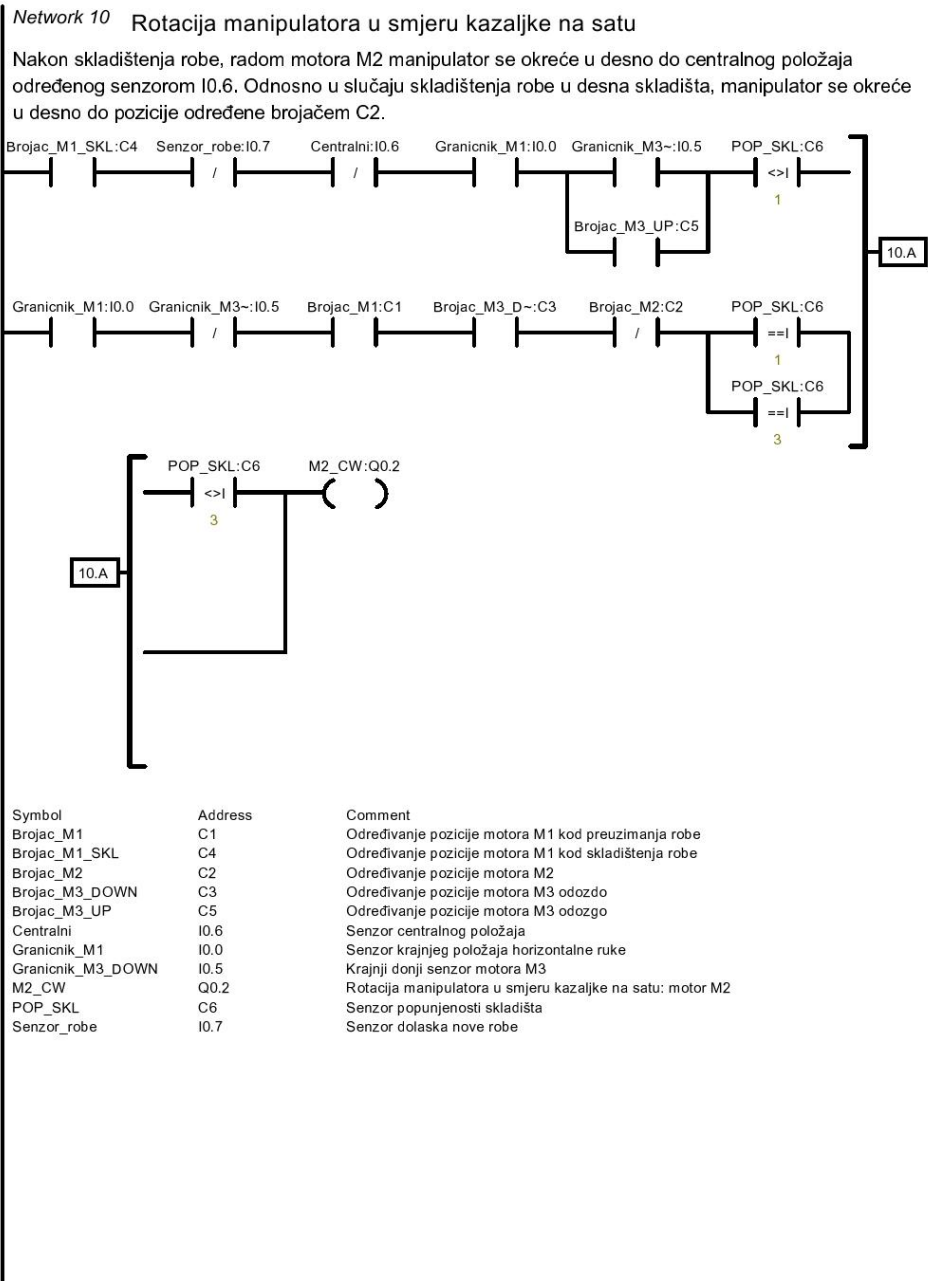 Network 10 Rotacija manipulatora u smjeru kazaljke na satu
Nakon skladištenja robe, radom motora M2 manipulator se okreće u desno do centralnog položaja
određenog senzorom I0.6. Odnosno u slučaju skladištenja robe u desna skladišta, manipulator se okreće
u desno do pozicije određene brojačem C2.
Brojac_M1_SKL:C4 Senzor_robe:I0.7 Centralni:I0.6 Granicnik_M1:I0.0 Granicnik_M3~:I0.5 POP_SKL:C6
/ / <>I
1
Brojac_M3_UP:C5
10.A
Granicnik_M1:I0.0 Granicnik_M3~:I0.5 Brojac_M1:C1 Brojac_M3_D~:C3 Brojac_M2:C2 POP_SKL:C6
/ / ==I
1
POP_SKL:C6
==I
3
POP_SKL:C6 M2_CW:Q0.2
<>I
3
10.A
Symbol Address Comment
Brojac_M1 C1 Određivanje pozicije motora M1 kod preuzimanja robe
Brojac_M1_SKL C4 Određivanje pozicije motora M1 kod skladištenja robe
Brojac_M2 C2 Određivanje pozicije motora M2
Brojac_M3_DOWN C3 Određivanje pozicije motora M3 odozdo
Brojac_M3_UP C5 Određivanje pozicije motora M3 odozgo
Centralni I0.6 Senzor centralnog položaja
Granicnik_M1 I0.0 Senzor krajnjeg položaja horizontalne ruke
Granicnik_M3_DOWN I0.5 Krajnji donji senzor motora M3
M2_CW Q0.2 Rotacija manipulatora u smjeru kazaljke na satu: motor M2
POP_SKL C6 Senzor popunjenosti skladišta
Senzor_robe I0.7 Senzor dolaska nove robe